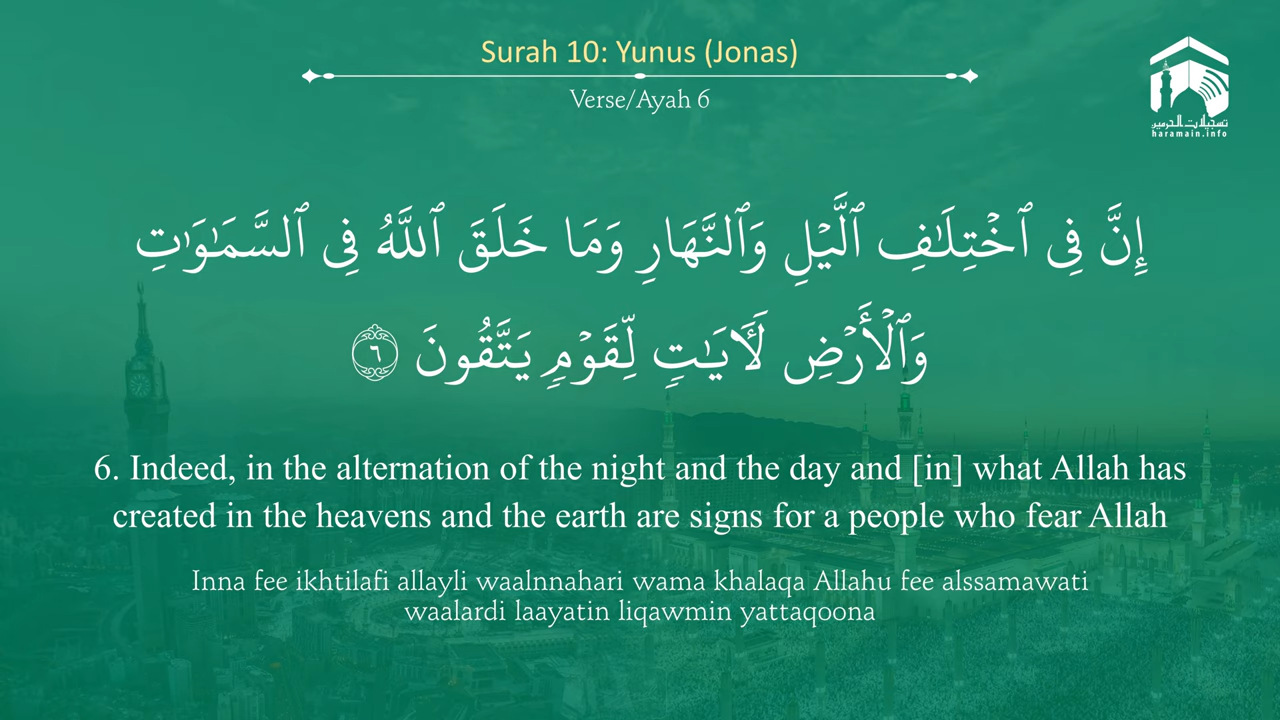 Surah 10: Yunus (Jonas)
Verse/Ayah 6
تسجيلات الحرمين
haramain.info
إِنَّ فِى ٱخْتِلَـٰفِ ٱلَّيْلِ وَٱلنَّهَارِ وَمَا خَلَقَ ٱللَّهُ فِى ٱلسَّمَـٰوَٰتِ
وَٱلْأَرْضِ لَـَٔايَـٰتٍ لِّقَوْمٍ يَتَّقُونَ ٦
6. Indeed, in the alternation of the night and the day and [in] what Allah has
created in the heavens and the earth are signs for a people who fear Allah
Inna fee ikhtilafi allayli waalnnahari wama khalaqa Allahu fee alssamawati
waalardi laayatin liqawmin yattaqoona